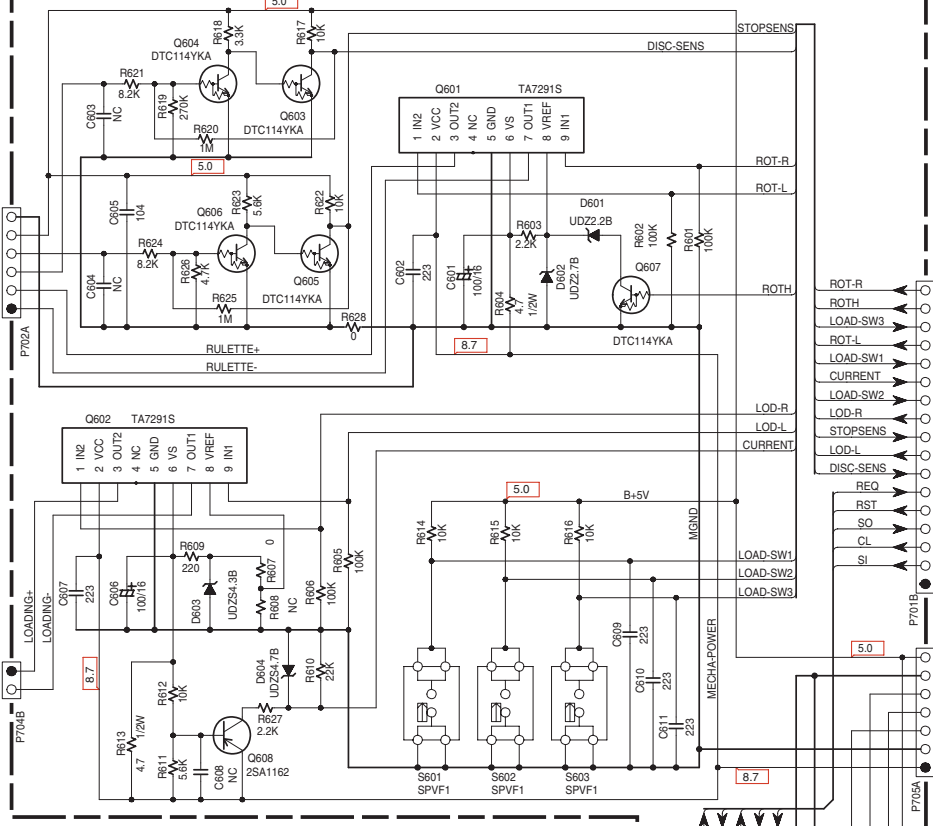 5.0
R618
3.3K
R617
10K
STOPSENS
DISC-SENS
Q604
DTC114YKA
R621
8.2K
C603
NC
R619
270K
R620
1M
Q603
DTC114YKA
Q601
TA7291S
1 IN2
2 VCC
3 OUT2
4 NC
5 GND
6 VS
7 OUT1
8 VREF
9 IN1
ROT-R
ROT-L
5.0
C605
104
R623
5.6K
R622
10K
Q606
DTC114YKA
R624
8.2K
C604
NC
R626
4.7K
R625
1M
Q605
DTC114YKA
R628
0
C602
223
C601
100/16
R603
2.2K
R604
4.7
1/2W
D601
UDZ2.2B
D602
UDZ2.7B
R602
100K
R601
100K
Q607
DTC114YKA
ROTH
P702A
RULETTE+
RULETTE-
8.7
ROT-R
ROTH
LOAD-SW3
ROT-L
LOAD-SW1
CURRENT
LOAD-SW2
LOD-R
STOPSENS
LOD-L
DISC-SENS
REQ
RST
SO
CL
SI
P701B
LOD-R
LOD-L
CURRENT
Q602
TA7291S
1 IN2
2 VCC
3 OUT2
4 NC
5 GND
6 VS
7 OUT1
8 VREF
9 IN1
5.0
B+5V
MGND
R614
10K
R615
10K
R616
10K
LOAD-SW1
LOAD-SW2
LOAD-SW3
R609
220
R607
0
R608
NC
R605
100K
R606
100K
C607
223
C606
100/16
D603
UDZS4.3B
LOADING+
LOADING-
8.7
P704B
D604
UDZS4.7B
R610
22K
R612
10K
R613
4.7
1/2W
R611
5.6K
C608
NC
R627
2.2K
Q608
2SA1162
C609
223
C610
223
C611
223
MECHA-POWER
5.0
S601
SPVF1
S602
SPVF1
S603
SPVF1
8.7
P705A